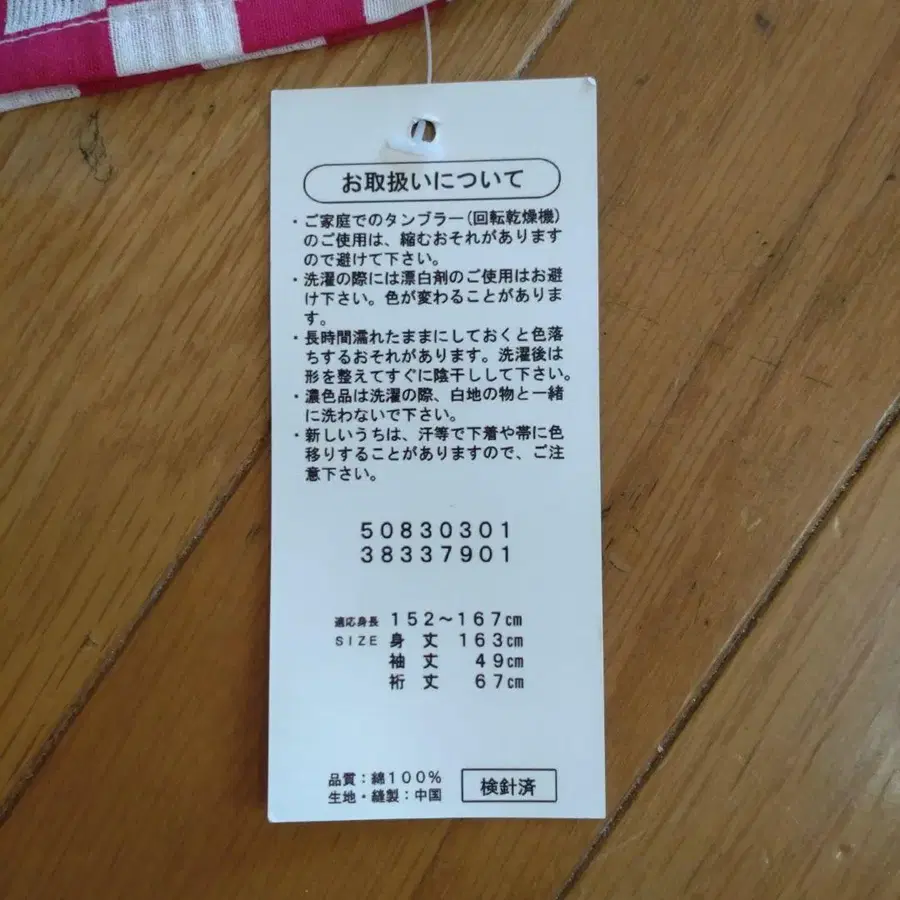 お取扱いについて
・ご家庭でのタンブラー(回転乾燥機)
のご使用は、縮むおそれがあります
ので避けて下さい。
・洗濯の際には漂白剤のご使用はお避
け下さい。色が変わることがありま
す。
・長時間濡れたままにしておくと色落
ちするおそれがあります。洗濯後は
形を整えてすぐに陰干しして下さい。
・濃色品は洗濯の際、白地の物と一緒
に洗わないで下さい。
・新しいうちは、汗等で下着や帯に色
移りすることがありますので、ご注
意下さい。
50830301
38337901
適応身長 152〜167cm
SIZE 身丈 163cm
袖丈 49cm
裄丈 67cm
品質:綿100%
生地・縫製:中国
検針済